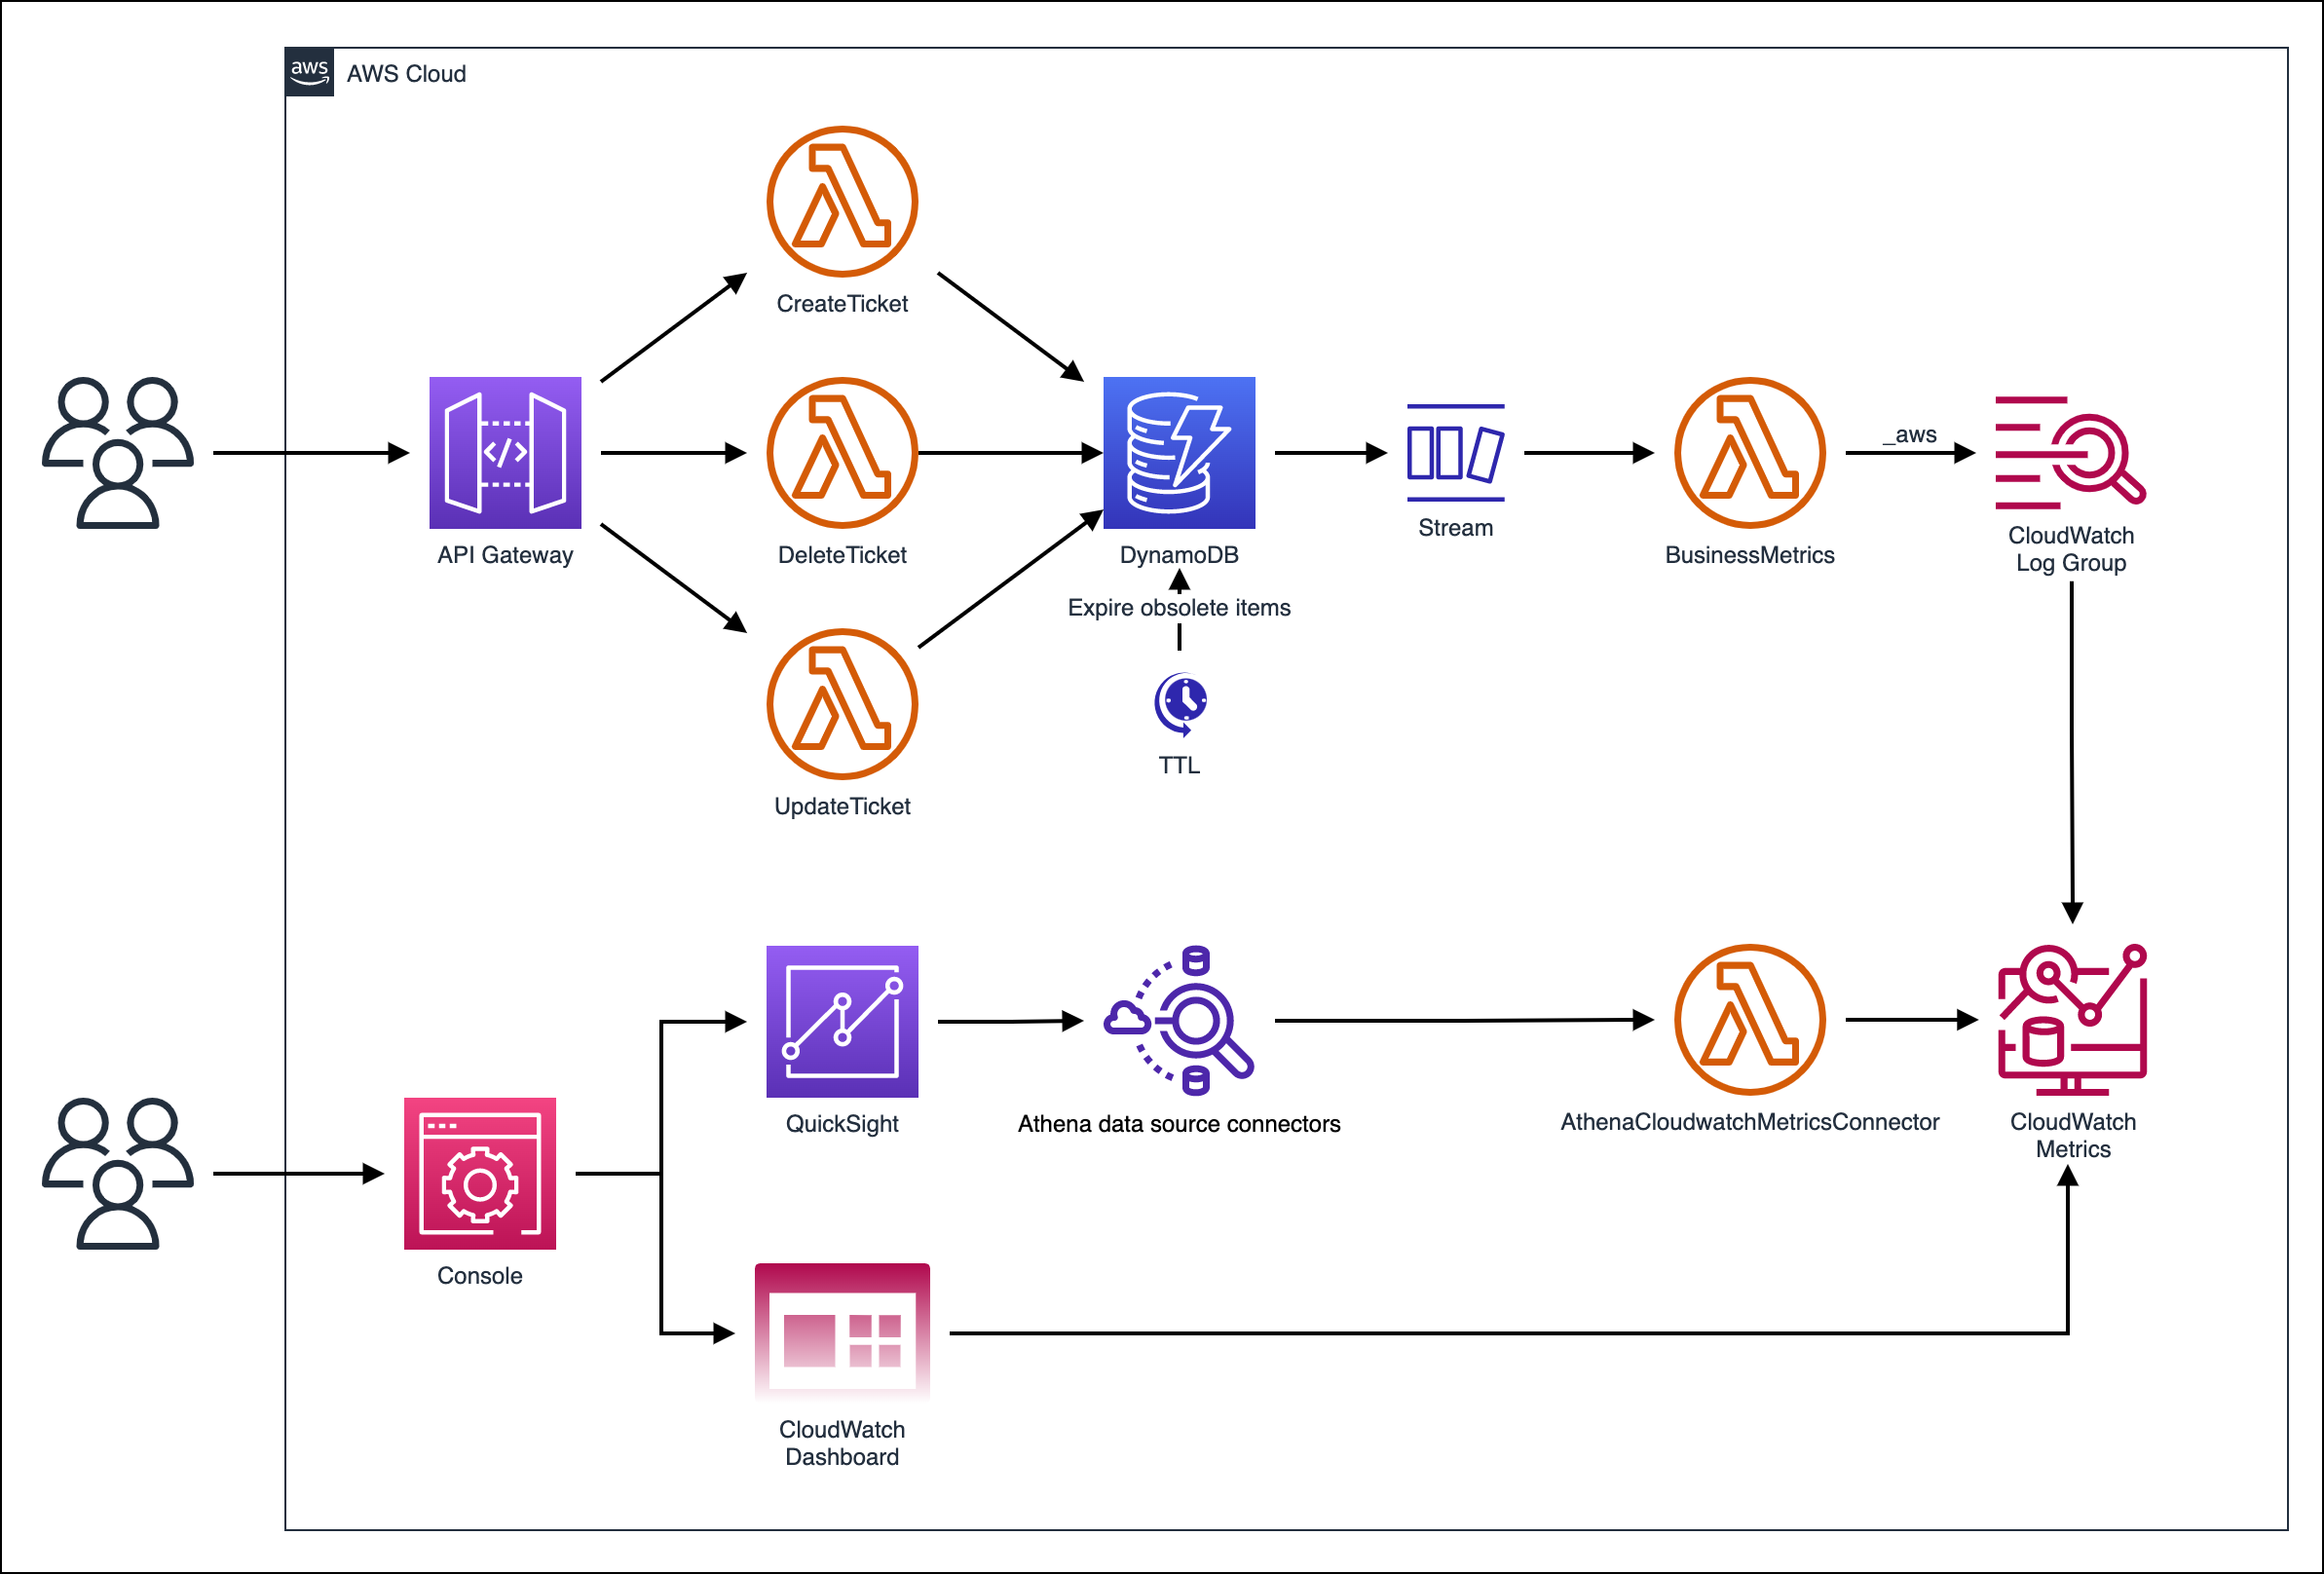 aws
AWS Cloud
CreateTicket
API Gateway
DeleteTicket
UpdateTicket
DynamoDB
Expire obsolete items
TTL
Stream
BusinessMetrics
_aws
CloudWatch
Log Group
Console
QuickSight
Athena data source connectors
AthenaCloudwatchMetricsConnector
CloudWatch
Metrics
CloudWatch
Dashboard